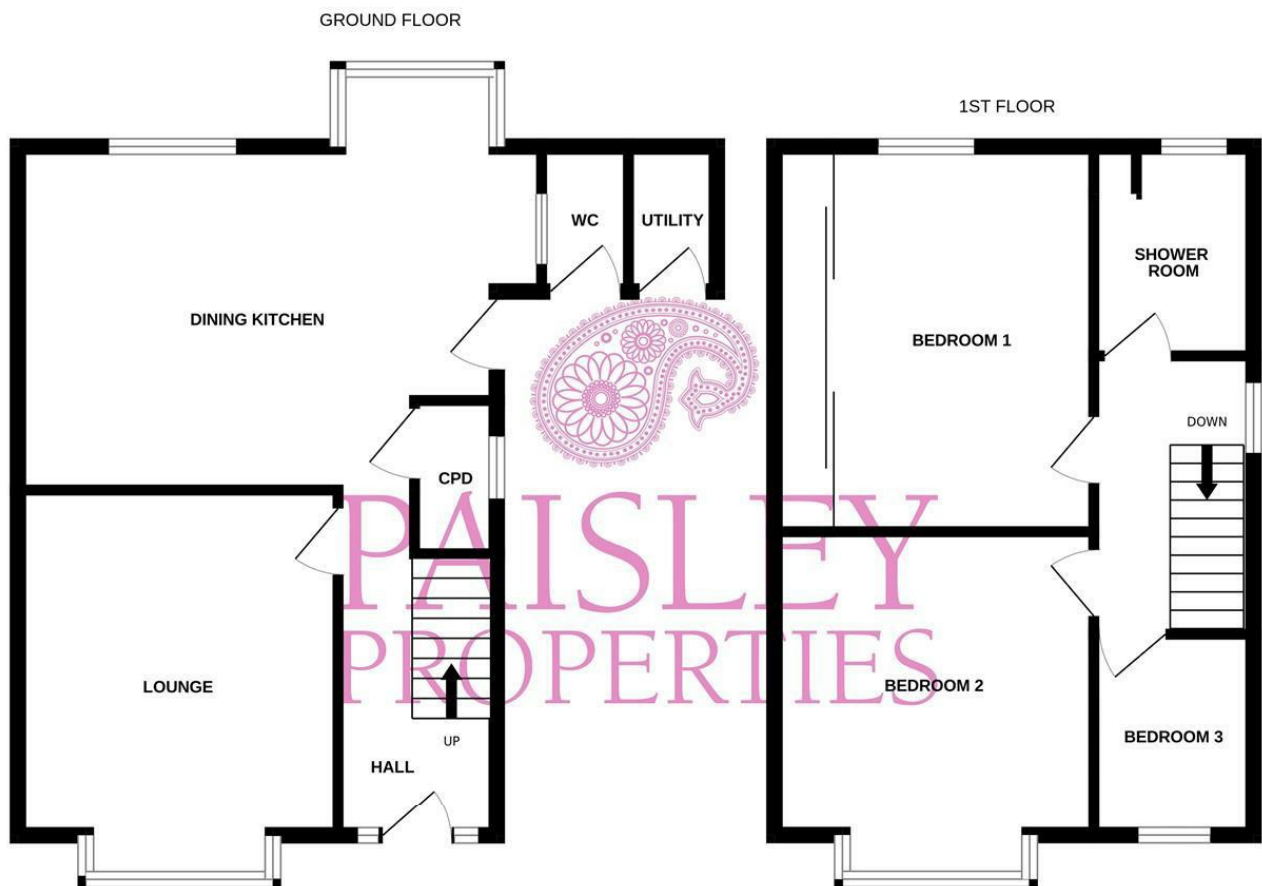 GROUND FLOOR
DINING KITCHEN
WC
UTILITY
CPD
LOUNGE
HALL
UP
1ST FLOOR
BEDROOM 1
SHOWER
ROOM
DOWN
BEDROOM 2
BEDROOM 3
PAISLEY
PROPERTIES